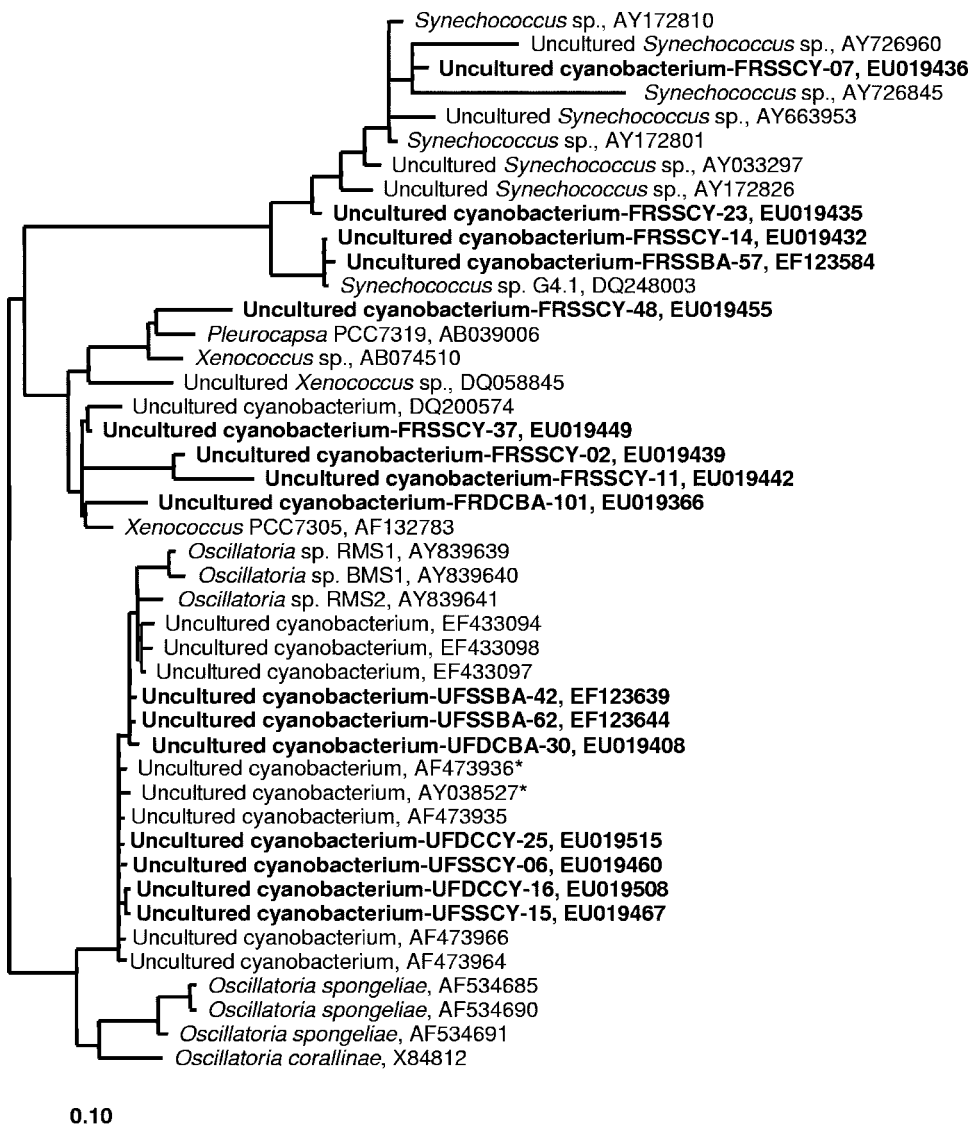 Synechococcus sp., AY172810
Uncultured Synechococcus sp., AY726960
Uncultured cyanobacterium-FRSSCY-07, EU019436
Synechococcus sp., AY726845
Uncultured Synechococcus sp., AY663953
Synechococcus sp., AY172801
Uncultured Synechococcus sp., AY033297
Uncultured Synechococcus sp., AY172826
Uncultured cyanobacterium-FRSSCY-23, EU019435
Uncultured cyanobacterium-FRSSCY-14, EU019432
Uncultured cyanobacterium-FRSSBA-57, EF123584
Synechococcus sp. G4.1, DQ248003
Uncultured cyanobacterium-FRSSCY-48, EU019455
Pleurocapsa PCC7319, AB039006
Xenococcus sp., AB074510
Uncultured Xenococcus sp., DQ058845
Uncultured cyanobacterium, DQ200574
Uncultured cyanobacterium-FRSSCY-37, EU019449
Uncultured cyanobacterium-FRSSCY-02, EU019439
Uncultured cyanobacterium-FRSSCY-11, EU019442
Uncultured cyanobacterium-FRDCBA-101, EU019366
Xenococcus PCC7305, AF132783
Oscillatoria sp. RMS1, AY839639
Oscillatoria sp. BMS1, AY839640
Oscillatoria sp. RMS2, AY839641
Uncultured cyanobacterium, EF433094
Uncultured cyanobacterium, EF433098
Uncultured cyanobacterium, EF433097
Uncultured cyanobacterium-UFSSBA-42, EF123639
Uncultured cyanobacterium-UFSSBA-62, EF123644
Uncultured cyanobacterium-UFDCBA-30, EU019408
Uncultured cyanobacterium, AF473936*
Uncultured cyanobacterium, AY038527*
Uncultured cyanobacterium, AF473935
Uncultured cyanobacterium-UFDCCY-25, EU019515
Uncultured cyanobacterium-UFSSCY-06, EU019460
Uncultured cyanobacterium-UFDCCY-16, EU019508
Uncultured cyanobacterium-UFSSCY-15, EU019467
Uncultured cyanobacterium, AF473966
Uncultured cyanobacterium, AF473964
Oscillatoria spongeliae, AF534685
Oscillatoria spongeliae, AF534690
Oscillatoria spongeliae, AF534691
Oscillatoria corallinae, X84812
0.10